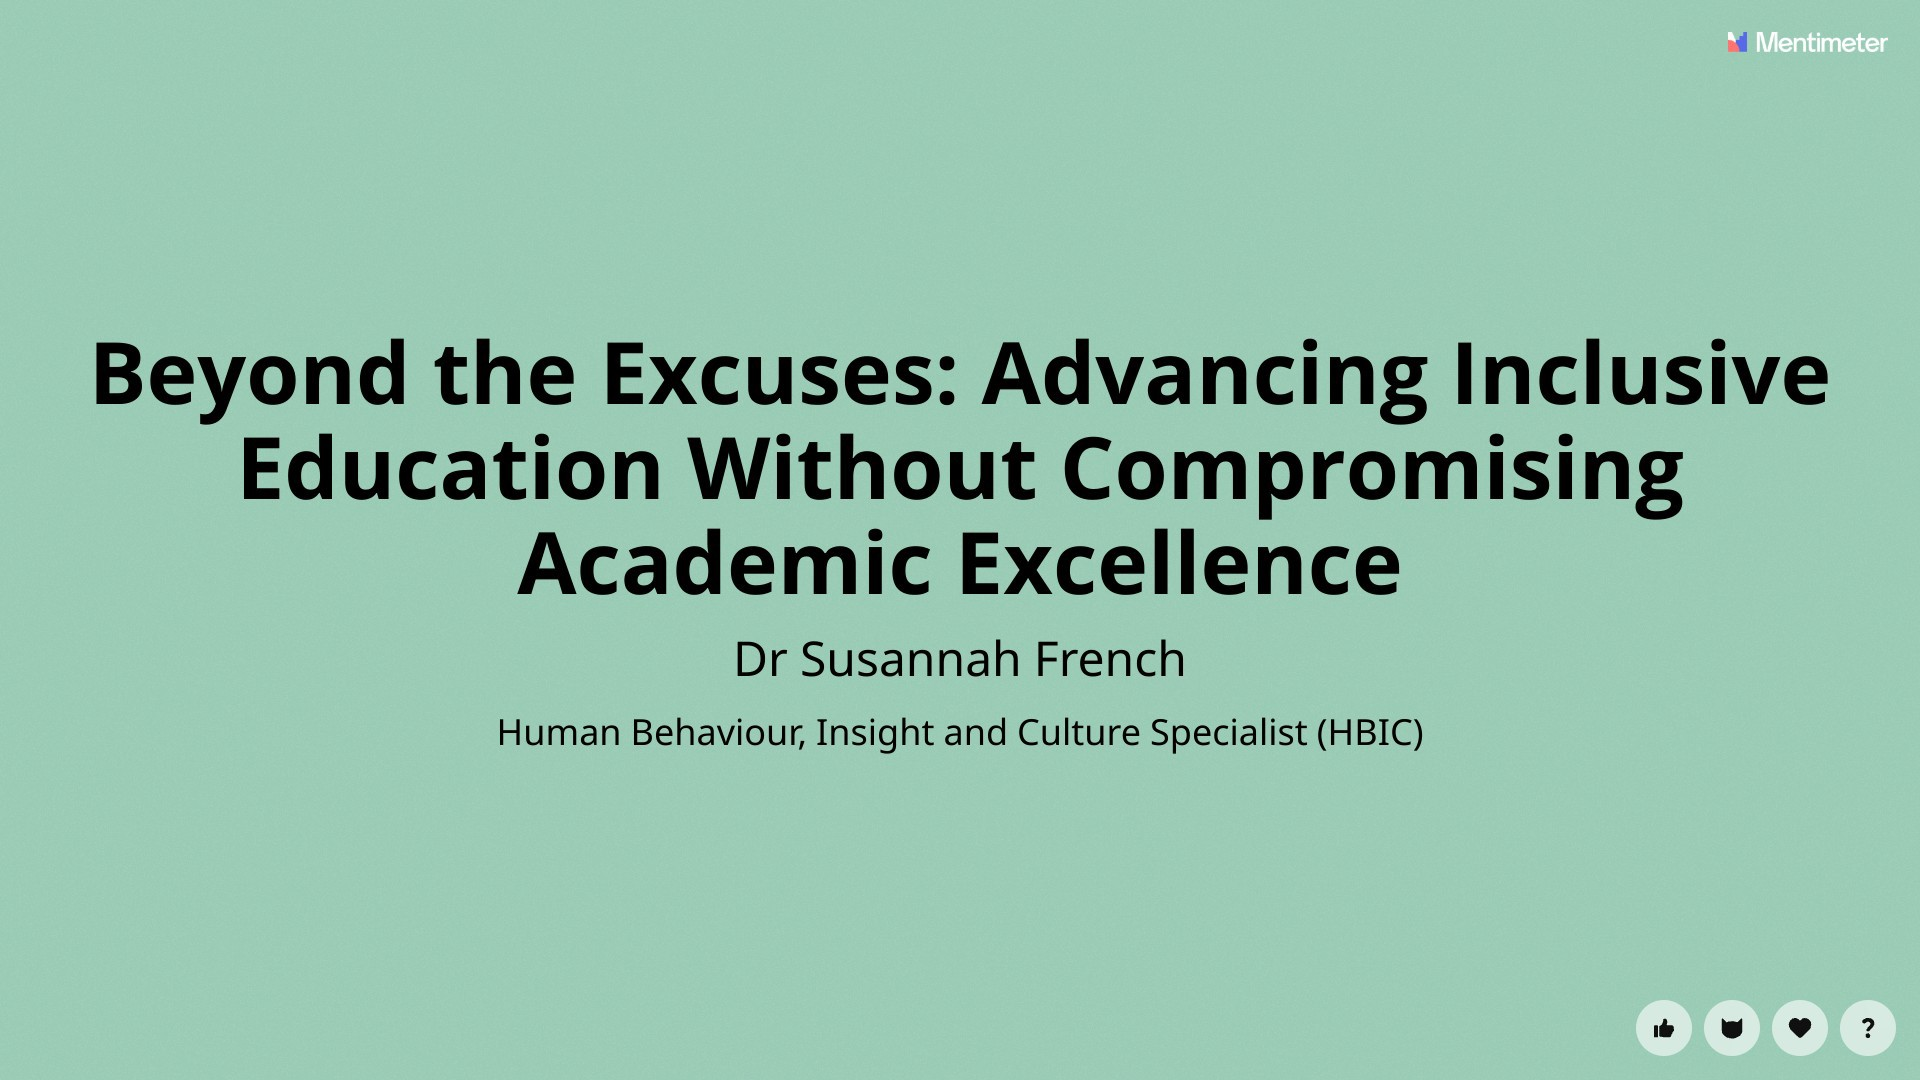 Mentimeter
Beyond the Excuses: Advancing Inclusive
Education Without Compromising
Academic Excellence
Dr Susannah French
Human Behaviour, Insight and Culture Specialist (HBIC)
?